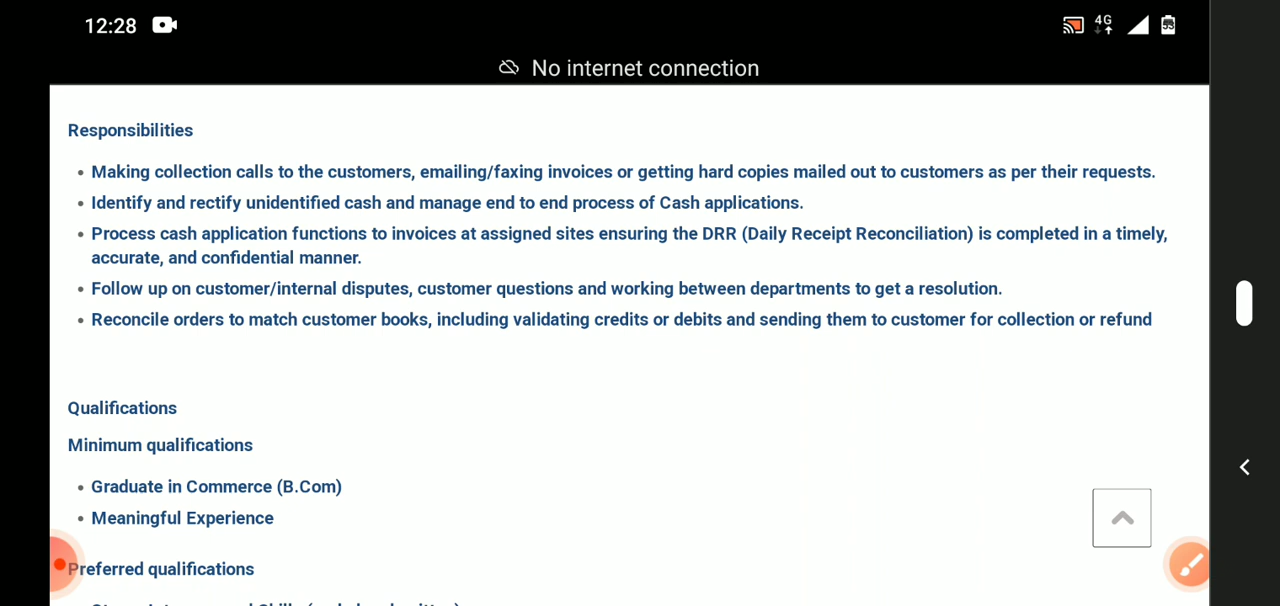 12:28
4G
No internet connection
Responsibilities
Making collection calls to the customers, emailing/faxing invoices or getting hard copies mailed out to customers as per their requests.
Identify and rectify unidentified cash and manage end to end process of Cash applications.
Process cash application functions to invoices at assigned sites ensuring the DRR (Daily Receipt Reconciliation) is completed in a timely,
accurate, and confidential manner.
Follow up on customer/internal disputes, customer questions and working between departments to get a resolution.
Reconcile orders to match customer books, including validating credits or debits and sending them to customer for collection or refund
Qualifications
Minimum qualifications
Graduate in Commerce (B.Com)
Meaningful Experience
Preferred qualifications